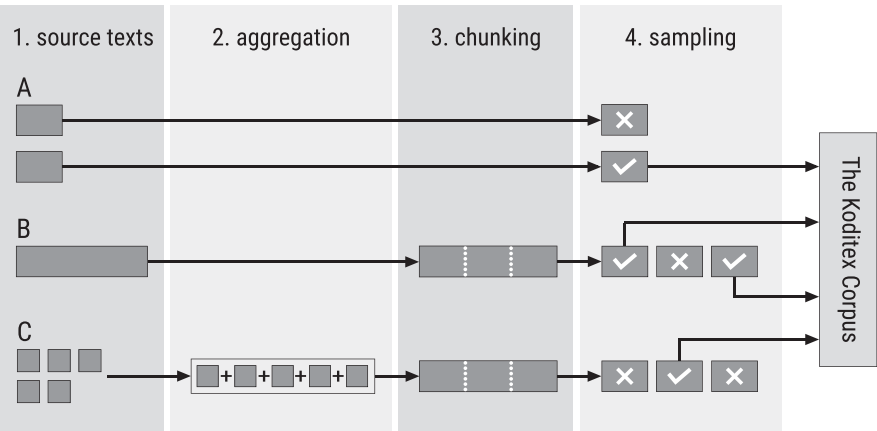 1. source texts
2. aggregation
3. chunking
4. sampling
A
B
C
+ + + +
The Koditex Corpus